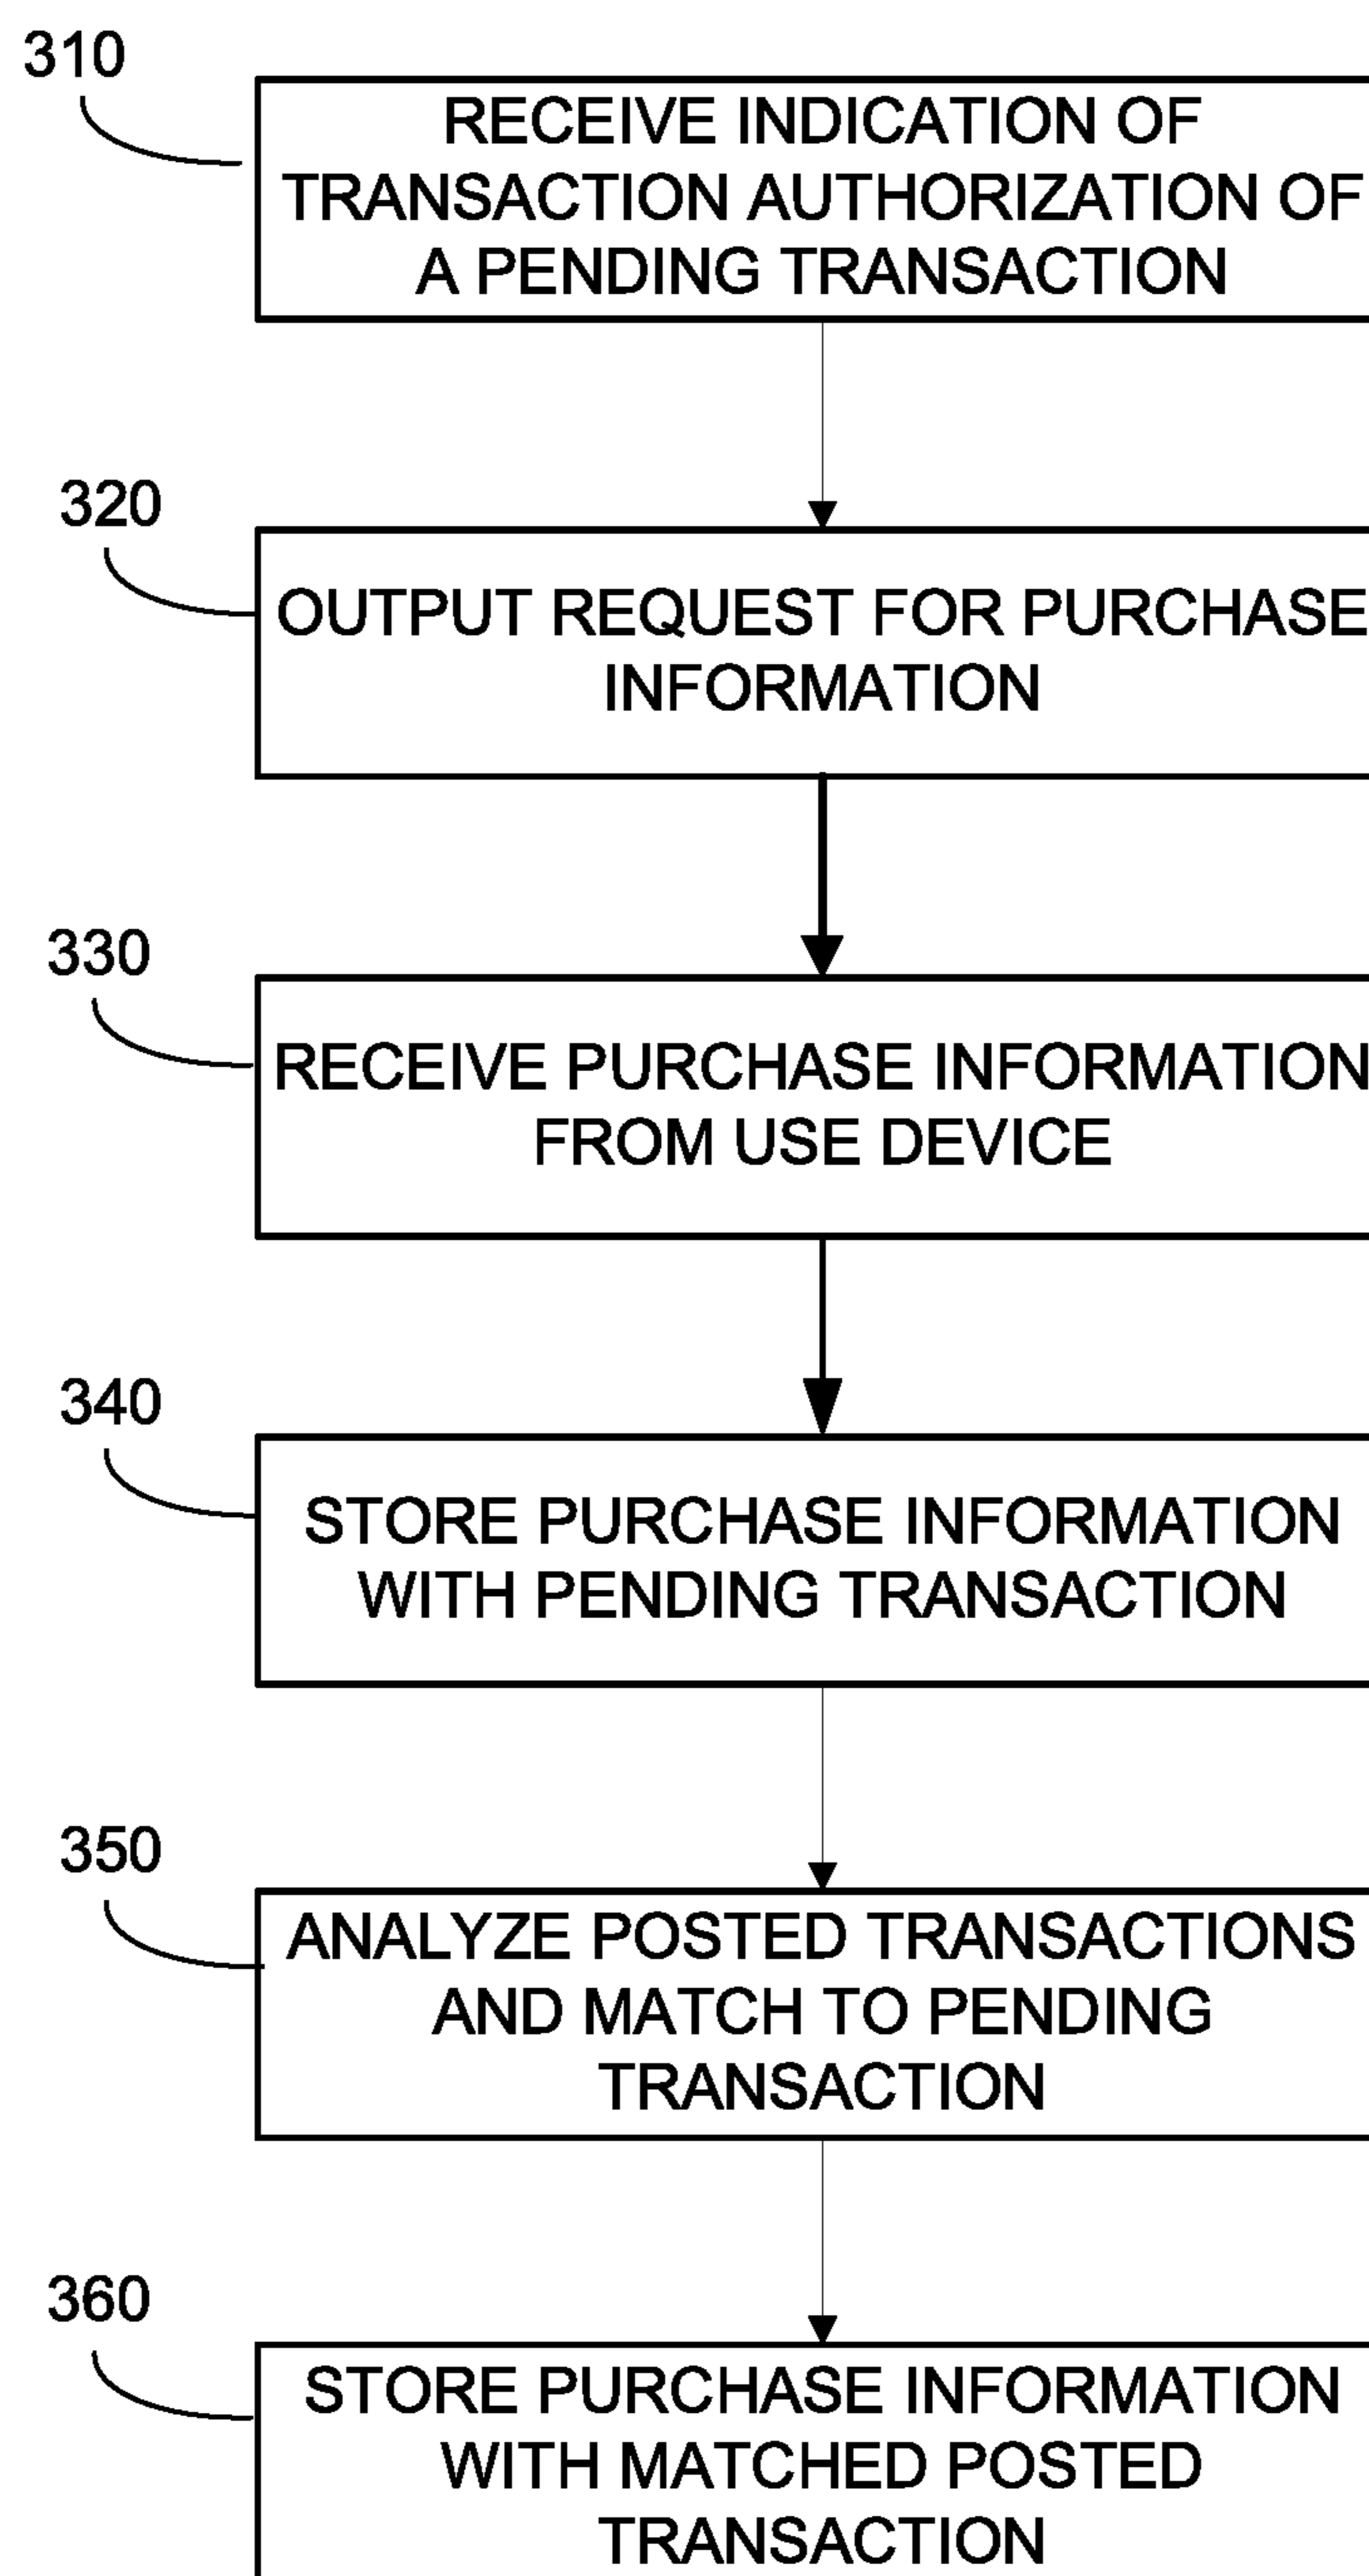 310
RECEIVE INDICATION OF
TRANSACTION AUTHORIZATION OF
A PENDING TRANSACTION
320
OUTPUT REQUEST FOR PURCHASE
INFORMATION
330
RECEIVE PURCHASE INFORMATION
FROM USE DEVICE
340
STORE PURCHASE INFORMATION
WITH PENDING TRANSACTION
350
ANALYZE POSTED TRANSACTIONS
AND MATCH TO PENDING
TRANSACTION
360
STORE PURCHASE INFORMATION
WITH MATCHED POSTED
TRANSACTION